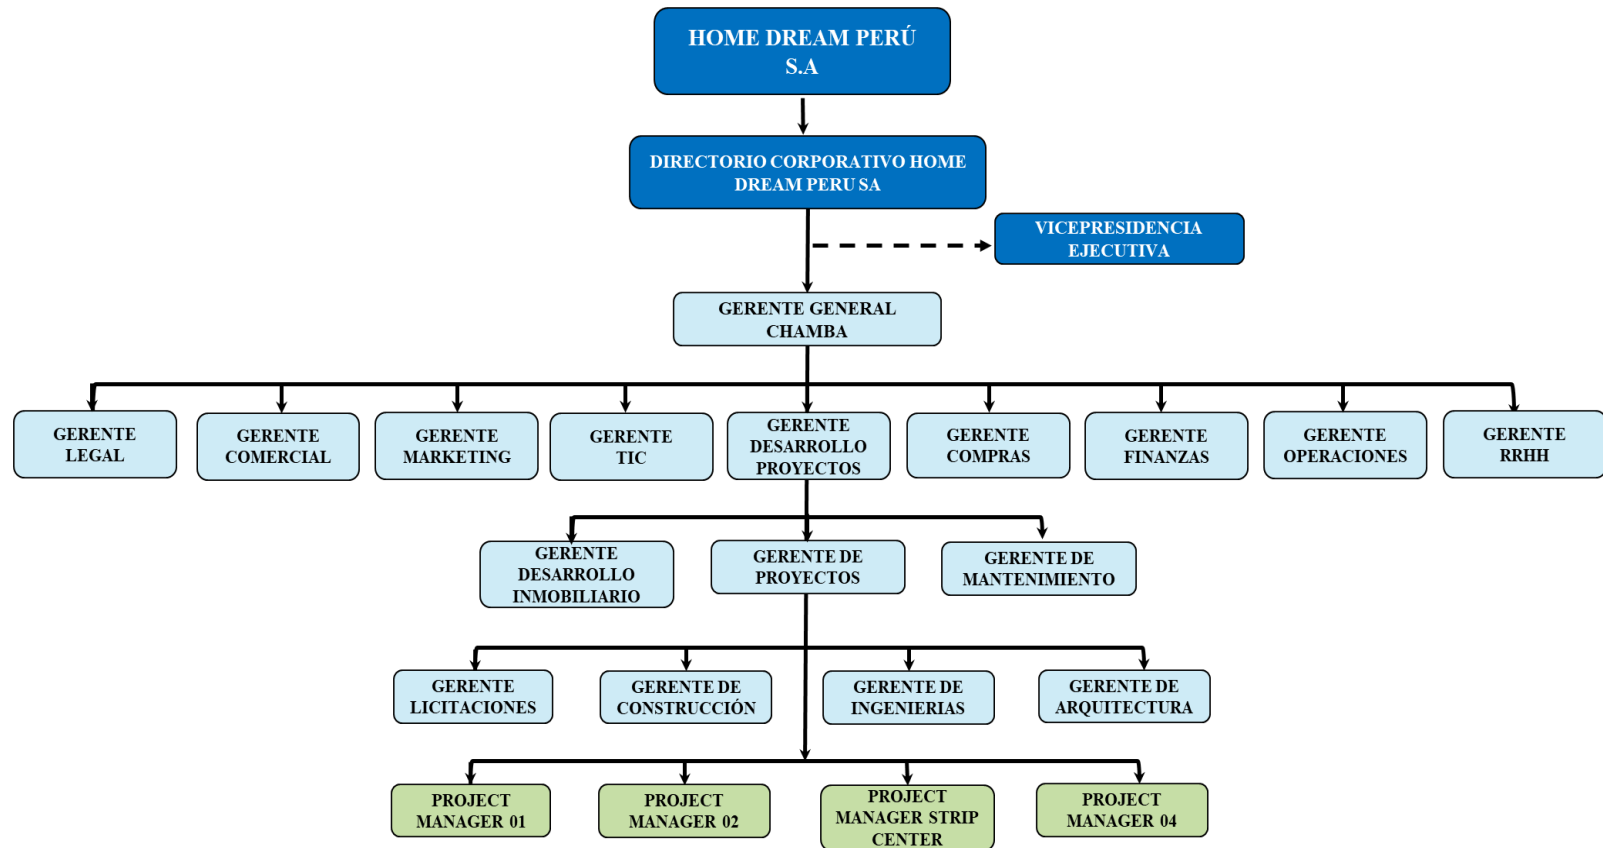 HOME DREAM PERÚ
S.A
DIRECTORIO CORPORATIVO HOME
DREAM PERU SA
VICEPRESIDENCIA
EJECUTIVA
GERENTE GENERAL
CHAMBA
GERENTE
LEGAL
GERENTE
COMERCIAL
GERENTE
MARKETING
GERENTE
TIC
GERENTE
DESARROLLO
PROYECTOS
GERENTE
COMPRAS
GERENTE
FINANZAS
GERENTE
OPERACIONES
GERENTE
RRHH
GERENTE
DESARROLLO
INMOBILIARIO
GERENTE DE
PROYECTOS
GERENTE DE
MANTENIMIENTO
GERENTE
LICITACIONES
GERENTE DE
CONSTRUCCIÓN
GERENTE DE
INGENIERIAS
GERENTE DE
ARQUITECTURA
PROJECT
MANAGER 01
PROJECT
MANAGER 02
PROJECT
MANAGER STRIP
CENTER
PROJECT
MANAGER 04